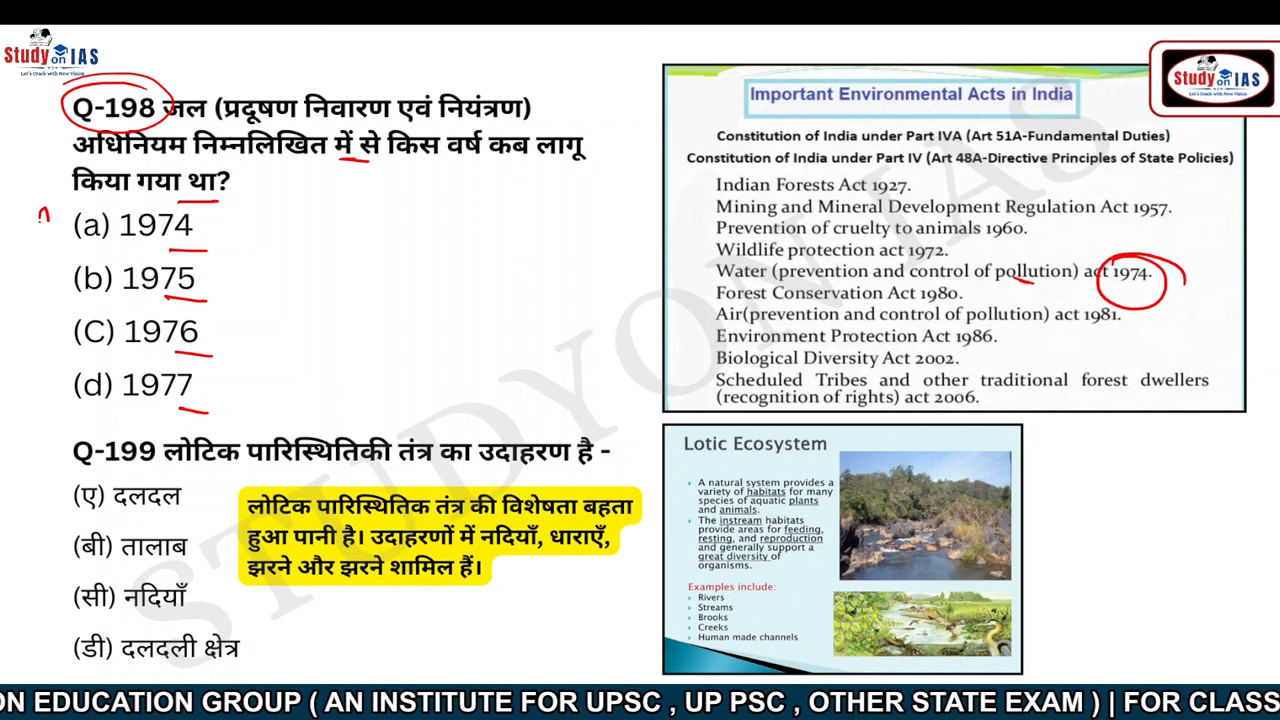 Study on IAS
Let's Crack with New Vision
Q-198 जल (प्रदूषण निवारण एवं नियंत्रण)
अधिनियम निम्नलिखित में से किस वर्ष कब लागू
किया गया था?
(a) 1974
(b) 1975
(C) 1976
(d) 1977
Q-199 लोटिक पारिस्थितिकी तंत्र का उदाहरण है -
(ए) दलदल
(बी) तालाब
(सी) नदियाँ
(डी) दलदली क्षेत्र
लोटिक पारिस्थितिक तंत्र की विशेषता बहता
हुआ पानी है। उदाहरणों में नदियाँ, धाराएँ,
झरने और झरने शामिल हैं।
Study on IAS
Let's Crack with New Vision
Important Environmental Acts in India
Constitution of India under Part IVA (Art 51A-Fundamental Duties)
Constitution of India under Part IV (Art 48A-Directive Principles of State Policies)
Indian Forests Act 1927.
Mining and Mineral Development Regulation Act 1957.
Prevention of cruelty to animals 1960.
Wildlife protection act 1972.
Water (prevention and control of pollution) act 1974.
Forest Conservation Act 1980.
Air(prevention and control of pollution) act 1981.
Environment Protection Act 1986.
Biological Diversity Act 2002.
Scheduled Tribes and other traditional forest dwellers
(recognition of rights) act 2006.
Lotic Ecosystem
A natural system provides a
variety of habitats for many
species of aquatic plants
and animals.
The instream habitats
provide areas for feeding,
resting, and reproduction
and generally support a
great diversity of
organisms.
Examples include:
Rivers
Streams
Brooks
Creeks
Human made channels
STUDYON IAS
ON EDUCATION GROUP ( AN INSTITUTE FOR UPSC , UP PSC , OTHER STATE EXAM ) | FOR CLASS